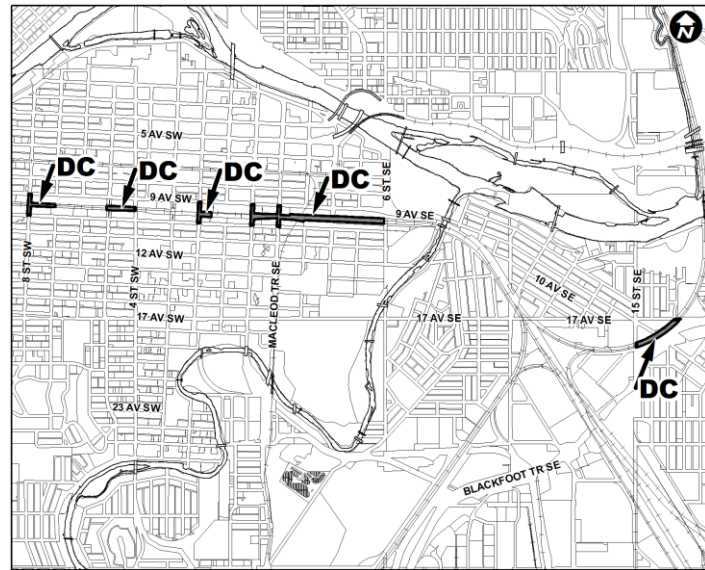 N
5 AV SW
6 ST SE
DC
DC
DC
DC
9 AV SW
9 AV SE
8 ST SW
4 ST SW
12 AV SW
MACLEOD TR SE
10 AV SE
15 ST SE
17 AV SW
17 AV SE
17 AV SE
DC
23 AV SW
BLACKFOOT TR SE